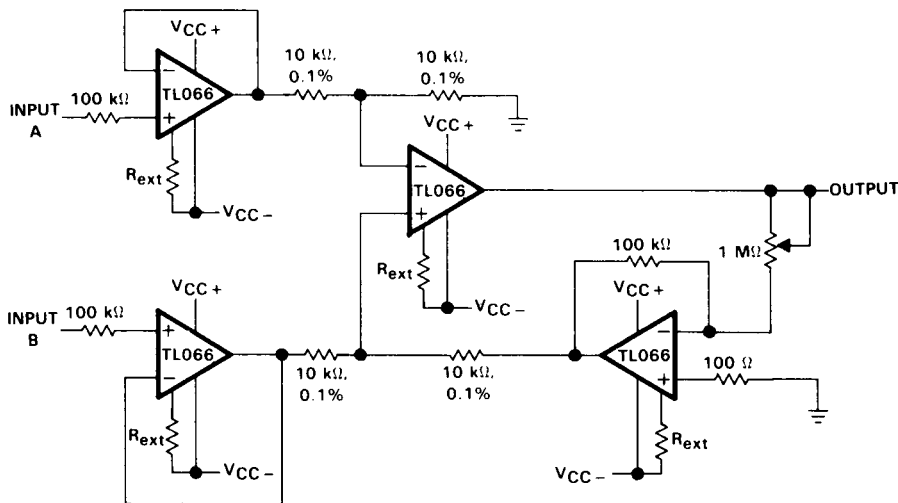 VCC+
10 kΩ,
0.1%
10 kΩ,
0.1%
TL066
INPUT
A
100 kΩ
−
+
Rext
VCC−
VCC+
TL066
−
+
Rext
VCC−
OUTPUT
1 MΩ
100 kΩ
VCC+
TL066
−
+
100 Ω
Rext
VCC−
INPUT
B
100 kΩ
VCC+
TL066
+
−
Rext
VCC−
10 kΩ,
0.1%
10 kΩ,
0.1%